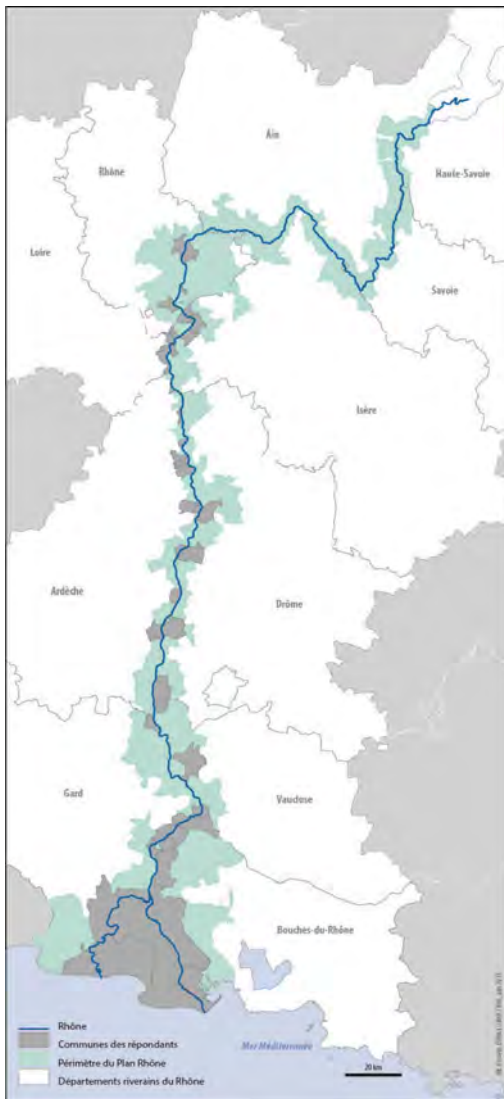 Ain
Rhône
Haute-Savoie
Loire
Savoie
Isère
Ardèche
Drôme
Gard
Vaucluse
Bouches-du-Rhône
Rhône
Communes des répondants
Périmètre du Plan Rhône
Départements riverains du Rhône
Mer Méditerranée
20 km